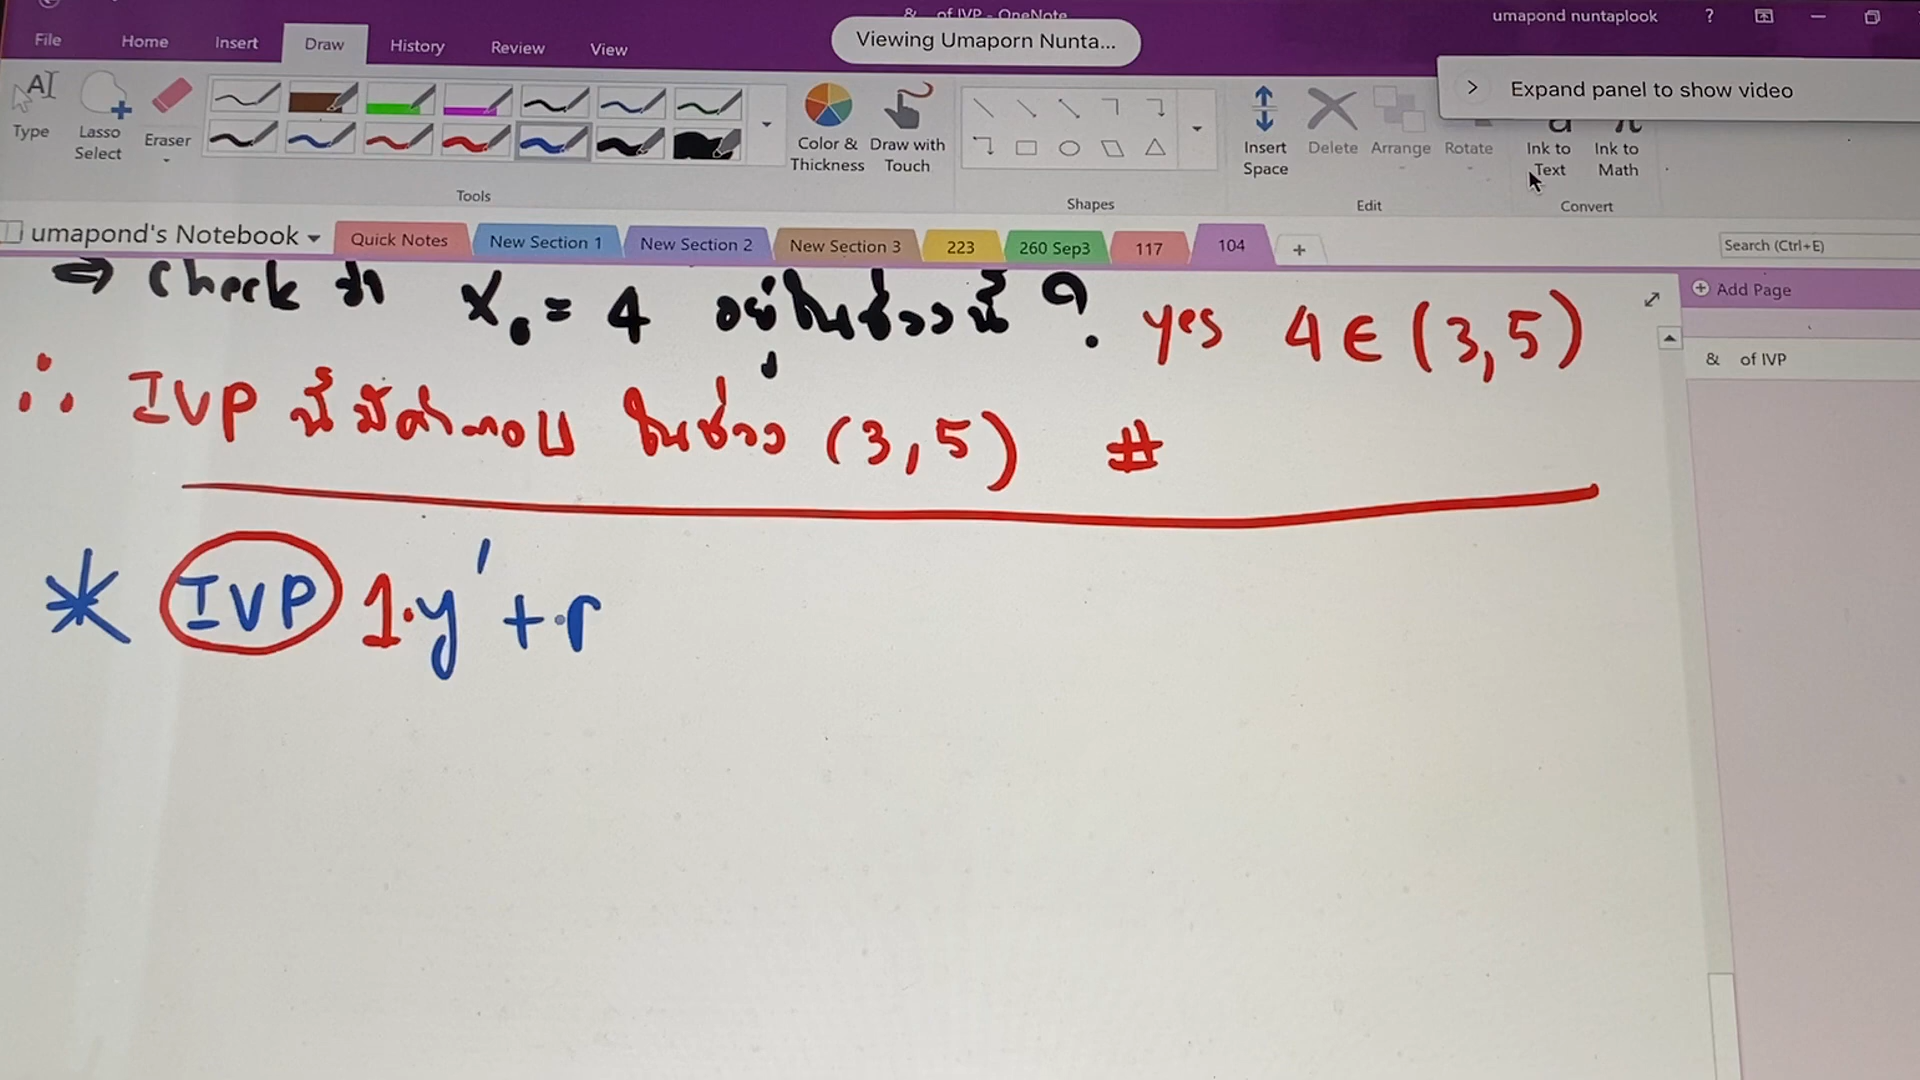 & of IVP - OneNote
umapond nuntaplook ?
Viewing Umaporn Nunta...
File Home Insert Draw History Review View
Expand panel to show video
Type
Lasso Select
Eraser
Color & Thickness
Draw with Touch
Insert Space
Delete
Arrange
Rotate
Ink to Text
Ink to Math
Tools
Shapes
Edit
Convert
umapond's Notebook
Quick Notes
New Section 1
New Section 2
New Section 3
223
260 Sep3
117
104
+
Search (Ctrl+E)
Add Page
& of IVP
⇒ Check ว่า x₀ = 4 อยู่ในช่วงนี้ ? yes 4 ∈ (3,5)
∴ IVP นี้มีคำตอบ ในช่วง (3,5) #
* IVP 1·y' + p